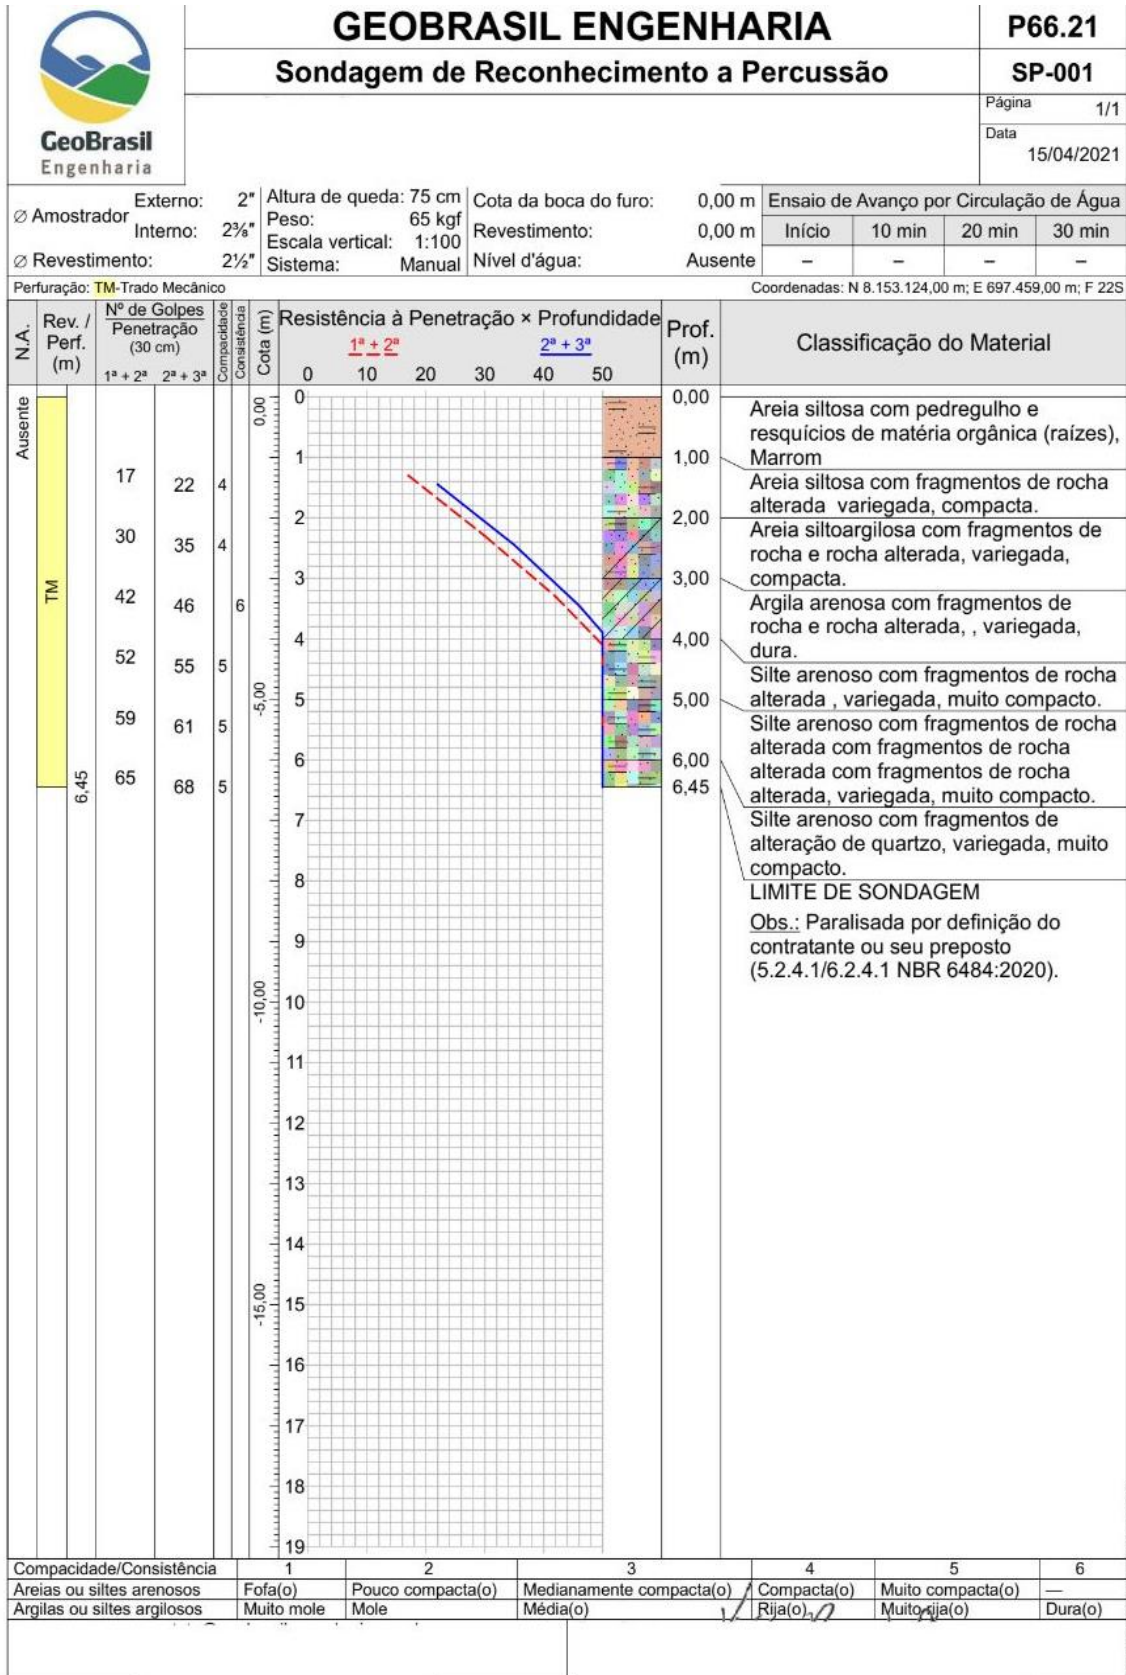 GEOBRASIL ENGENHARIA
P66.21
Sondagem de Reconhecimento a Percussão
SP-001
GeoBrasil
Engenharia
Página 1/1
Data
15/04/2021
Ø Amostrador Externo: 2"
Interno: 2⅜"
Ø Revestimento: 2½"
Altura de queda: 75 cm
Peso: 65 kgf
Escala vertical: 1:100
Sistema: Manual
Cota da boca do furo: 0,00 m
Revestimento: 0,00 m
Nível d'água: Ausente
Ensaio de Avanço por Circulação de Água
Início 10 min 20 min 30 min
– – – –
Perfuração: TM-Trado Mecânico
Coordenadas: N 8.153.124,00 m; E 697.459,00 m; F 22S
N.A.
Rev. /
Perf.
(m)
Nº de Golpes
Penetração
(30 cm)
1ª + 2ª 2ª + 3ª
Compacidade
Consistência
Cota (m)
Resistência à Penetração × Profundidade
1ª + 2ª 2ª + 3ª
0 10 20 30 40 50
Prof.
(m)
Classificação do Material
Ausente
TM
6,45
17 22 4
30 35 4
42 46 6
52 55 5
59 61 5
65 68 5
0,00
-5,00
-10,00
-15,00
0
1
2
3
4
5
6
7
8
9
10
11
12
13
14
15
16
17
18
19
0,00
1,00
2,00
3,00
4,00
5,00
6,00
6,45
Areia siltosa com pedregulho e
resquícios de matéria orgânica (raízes),
Marrom
Areia siltosa com fragmentos de rocha
alterada variegada, compacta.
Areia siltoargilosa com fragmentos de
rocha e rocha alterada, variegada,
compacta.
Argila arenosa com fragmentos de
rocha e rocha alterada, , variegada,
dura.
Silte arenoso com fragmentos de rocha
alterada , variegada, muito compacto.
Silte arenoso com fragmentos de rocha
alterada com fragmentos de rocha
alterada com fragmentos de rocha
alterada, variegada, muito compacto.
Silte arenoso com fragmentos de
alteração de quartzo, variegada, muito
compacto.
LIMITE DE SONDAGEM
Obs.: Paralisada por definição do
contratante ou seu preposto
(5.2.4.1/6.2.4.1 NBR 6484:2020).
Compacidade/Consistência 1 2 3 4 5 6
Areias ou siltes arenosos Fofa(o) Pouco compacta(o) Medianamente compacta(o) Compacta(o) Muito compacta(o) —
Argilas ou siltes argilosos Muito mole Mole Média(o) Rija(o) Muito rija(o) Dura(o)